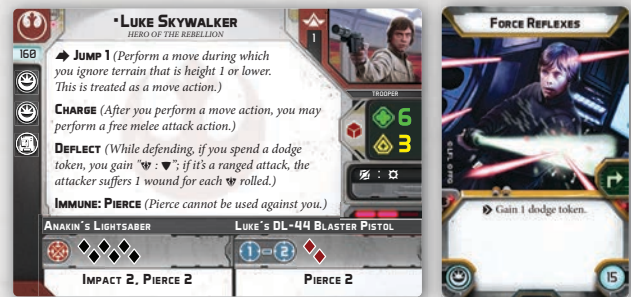 •Luke Skywalker
HERO OF THE REBELLION
160
1
Jump 1 (Perform a move during which
you ignore terrain that is height 1 or lower.
This is treated as a move action.)
Charge (After you perform a move action, you may
perform a free melee attack action.)
Deflect (While defending, if you spend a dodge
token, you gain " : "; if it's a ranged attack, the
attacker suffers 1 wound for each rolled.)
Immune: Pierce (Pierce cannot be used against you.)
TROOPER
6
3
:
Anakin's Lightsaber
Impact 2, Pierce 2
Luke's DL-44 Blaster Pistol
1 - 2
Pierce 2
Force Reflexes
Gain 1 dodge token.
15